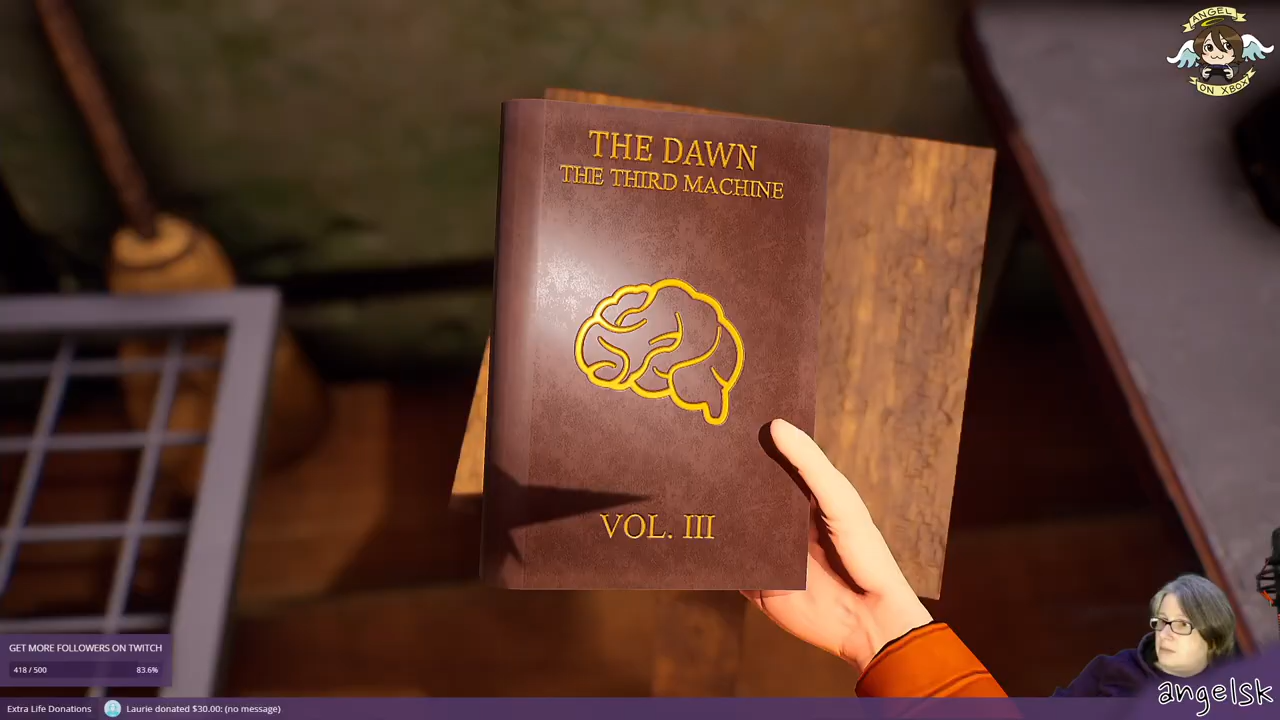 ANGEL
ON XBOX
THE DAWN
THE THIRD MACHINE
VOL. III
GET MORE FOLLOWERS ON TWITCH
418 / 500 83.6%
angelsk
Extra Life Donations Laurie donated $30.00: (no message)